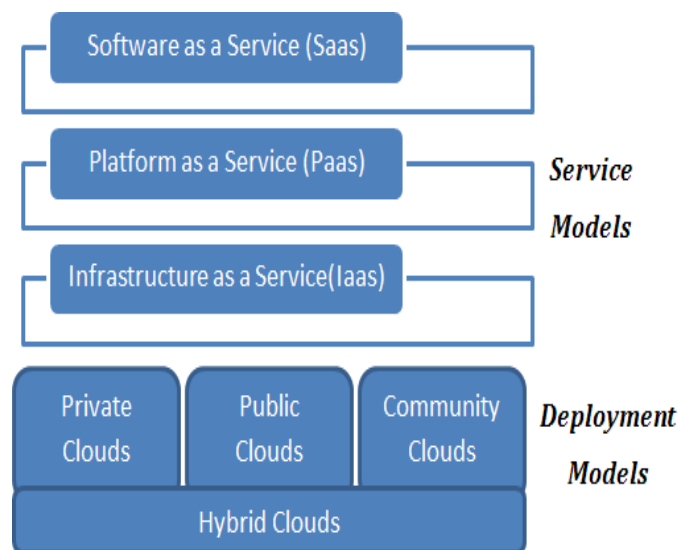 Software as a Service (Saas)
Platform as a Service (Paas)
Service
Models
Infrastructure as a Service(Iaas)
Private
Clouds
Public
Clouds
Community
Clouds
Deployment
Models
Hybrid Clouds